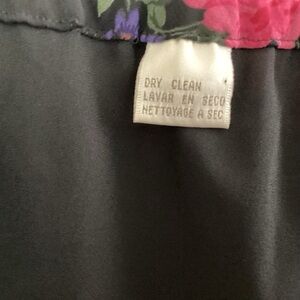 DRY CLEAN
LAVAR EN SECO
NETTOYAGE A SEC